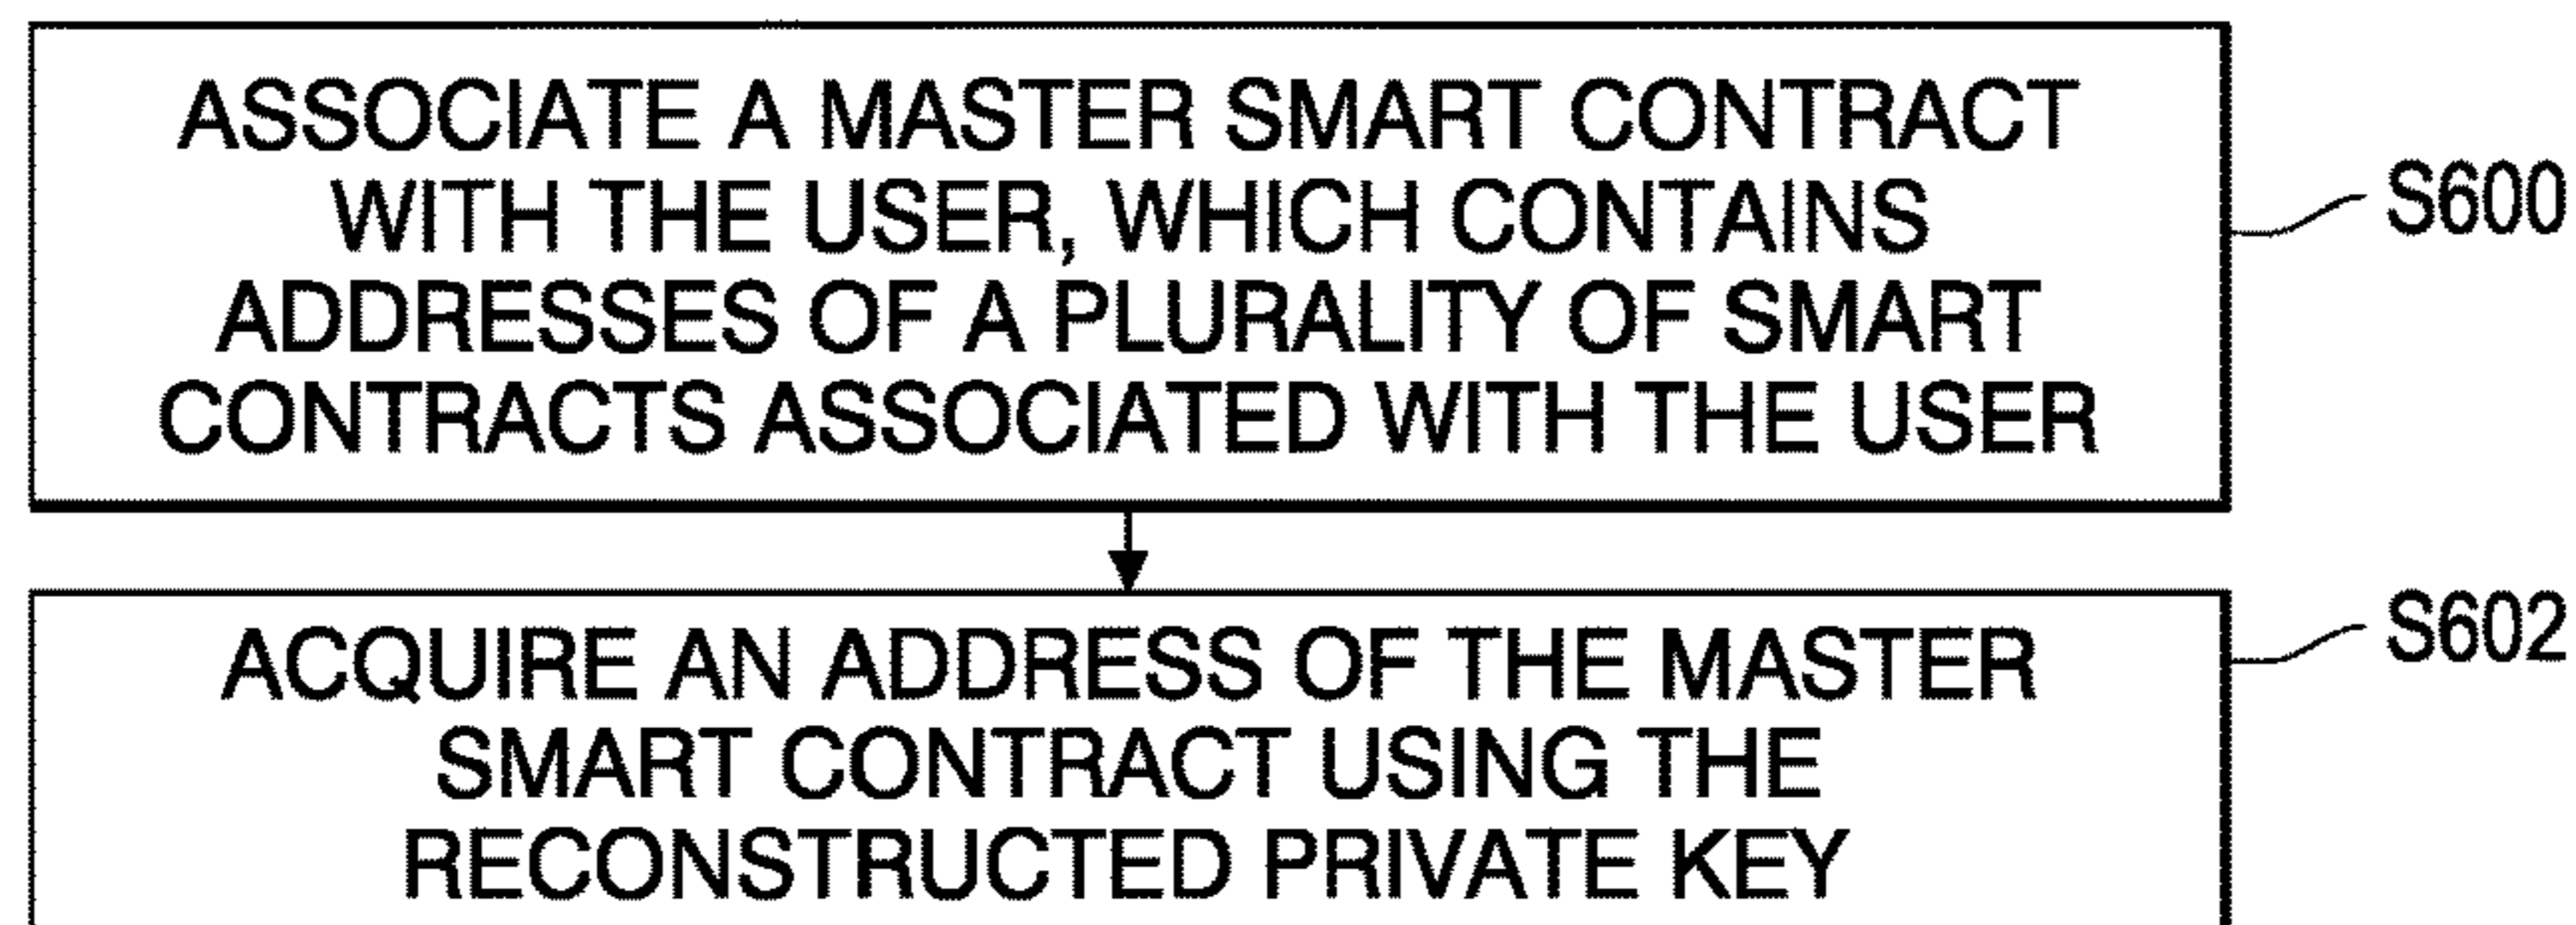 ASSOCIATE A MASTER SMART CONTRACT
WITH THE USER, WHICH CONTAINS
ADDRESSES OF A PLURALITY OF SMART
CONTRACTS ASSOCIATED WITH THE USER
S600
ACQUIRE AN ADDRESS OF THE MASTER
SMART CONTRACT USING THE
RECONSTRUCTED PRIVATE KEY
S602